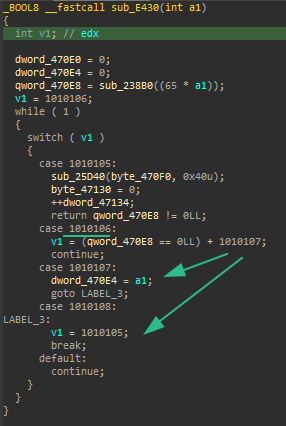 _BOOL8 __fastcall sub_E430(int a1)
{
int v1; // edx
dword_470E0 = 0;
dword_470E4 = 0;
qword_470E8 = sub_238B0((65 * a1));
v1 = 1010106;
while ( 1 )
{
switch ( v1 )
{
case 1010105:
sub_25D40(byte_470F0, 0x40u);
byte_47130 = 0;
++dword_47134;
return qword_470E8 != 0LL;
case 1010106:
v1 = (qword_470E8 == 0LL) + 1010107;
continue;
case 1010107:
dword_470E4 = a1;
goto LABEL_3;
case 1010108:
LABEL_3:
v1 = 1010105;
break;
default:
continue;
}
}
}